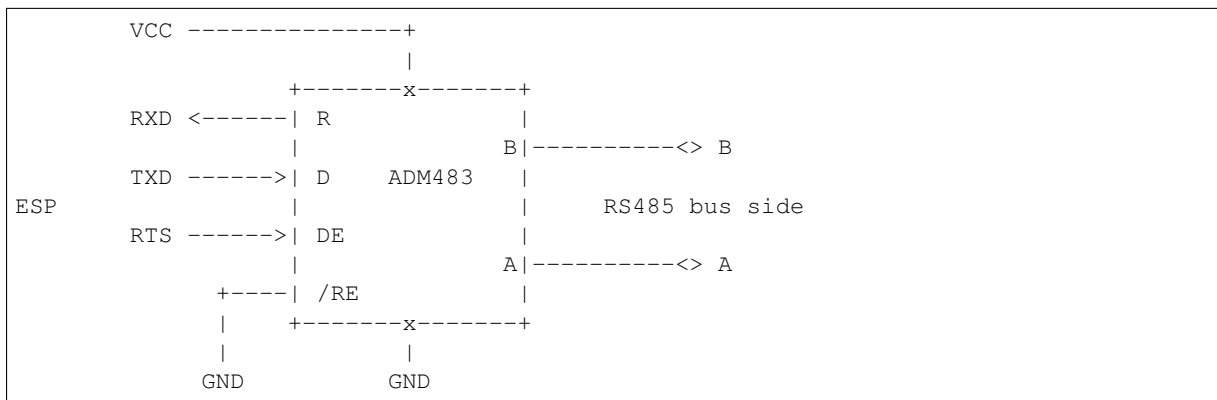 VCC ---------------+
|
+-------x-------+
RXD <------| R |
| B|----------<> B
TXD ------>| D ADM483 |
ESP | | RS485 bus side
RTS ------>| DE |
| A|----------<> A
+----| /RE |
| +-------x-------+
| |
GND GND